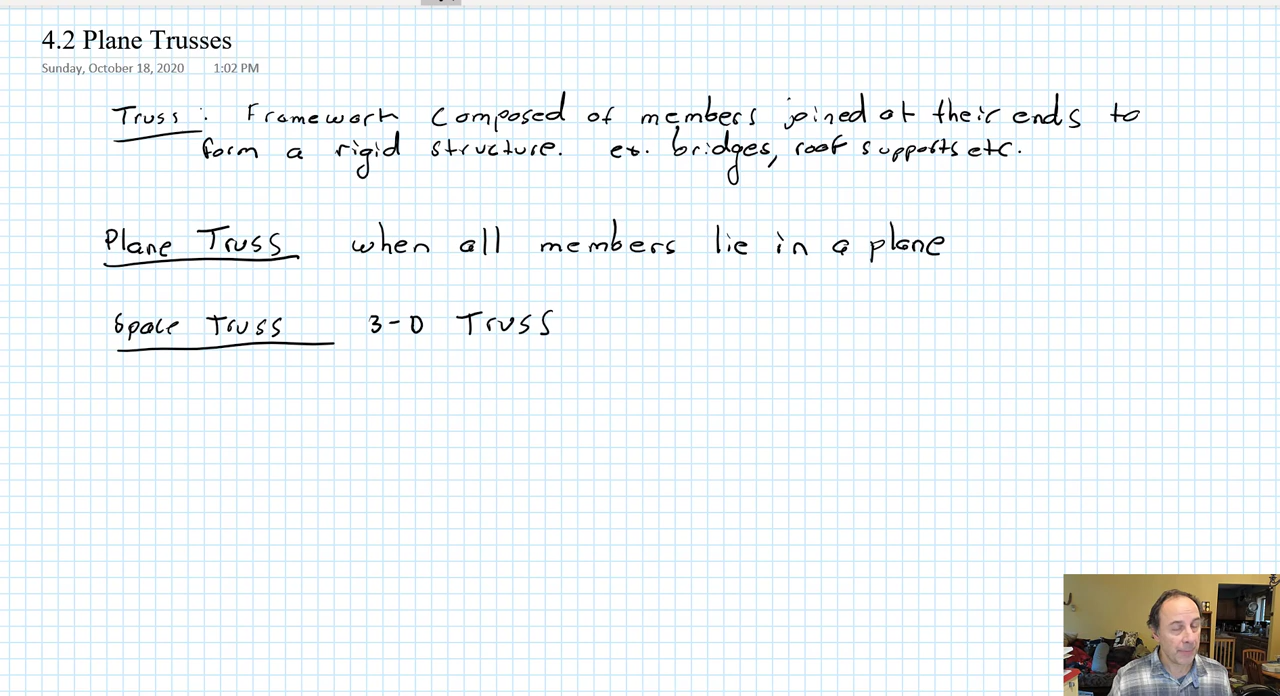 4.2 Plane Trusses
Sunday, October 18, 2020 1:02 PM
Truss: Framework composed of members joined at their ends to
form a rigid structure. ex. bridges, roof supports etc.
Plane Truss when all members lie in a plane
Space Truss 3-D Truss